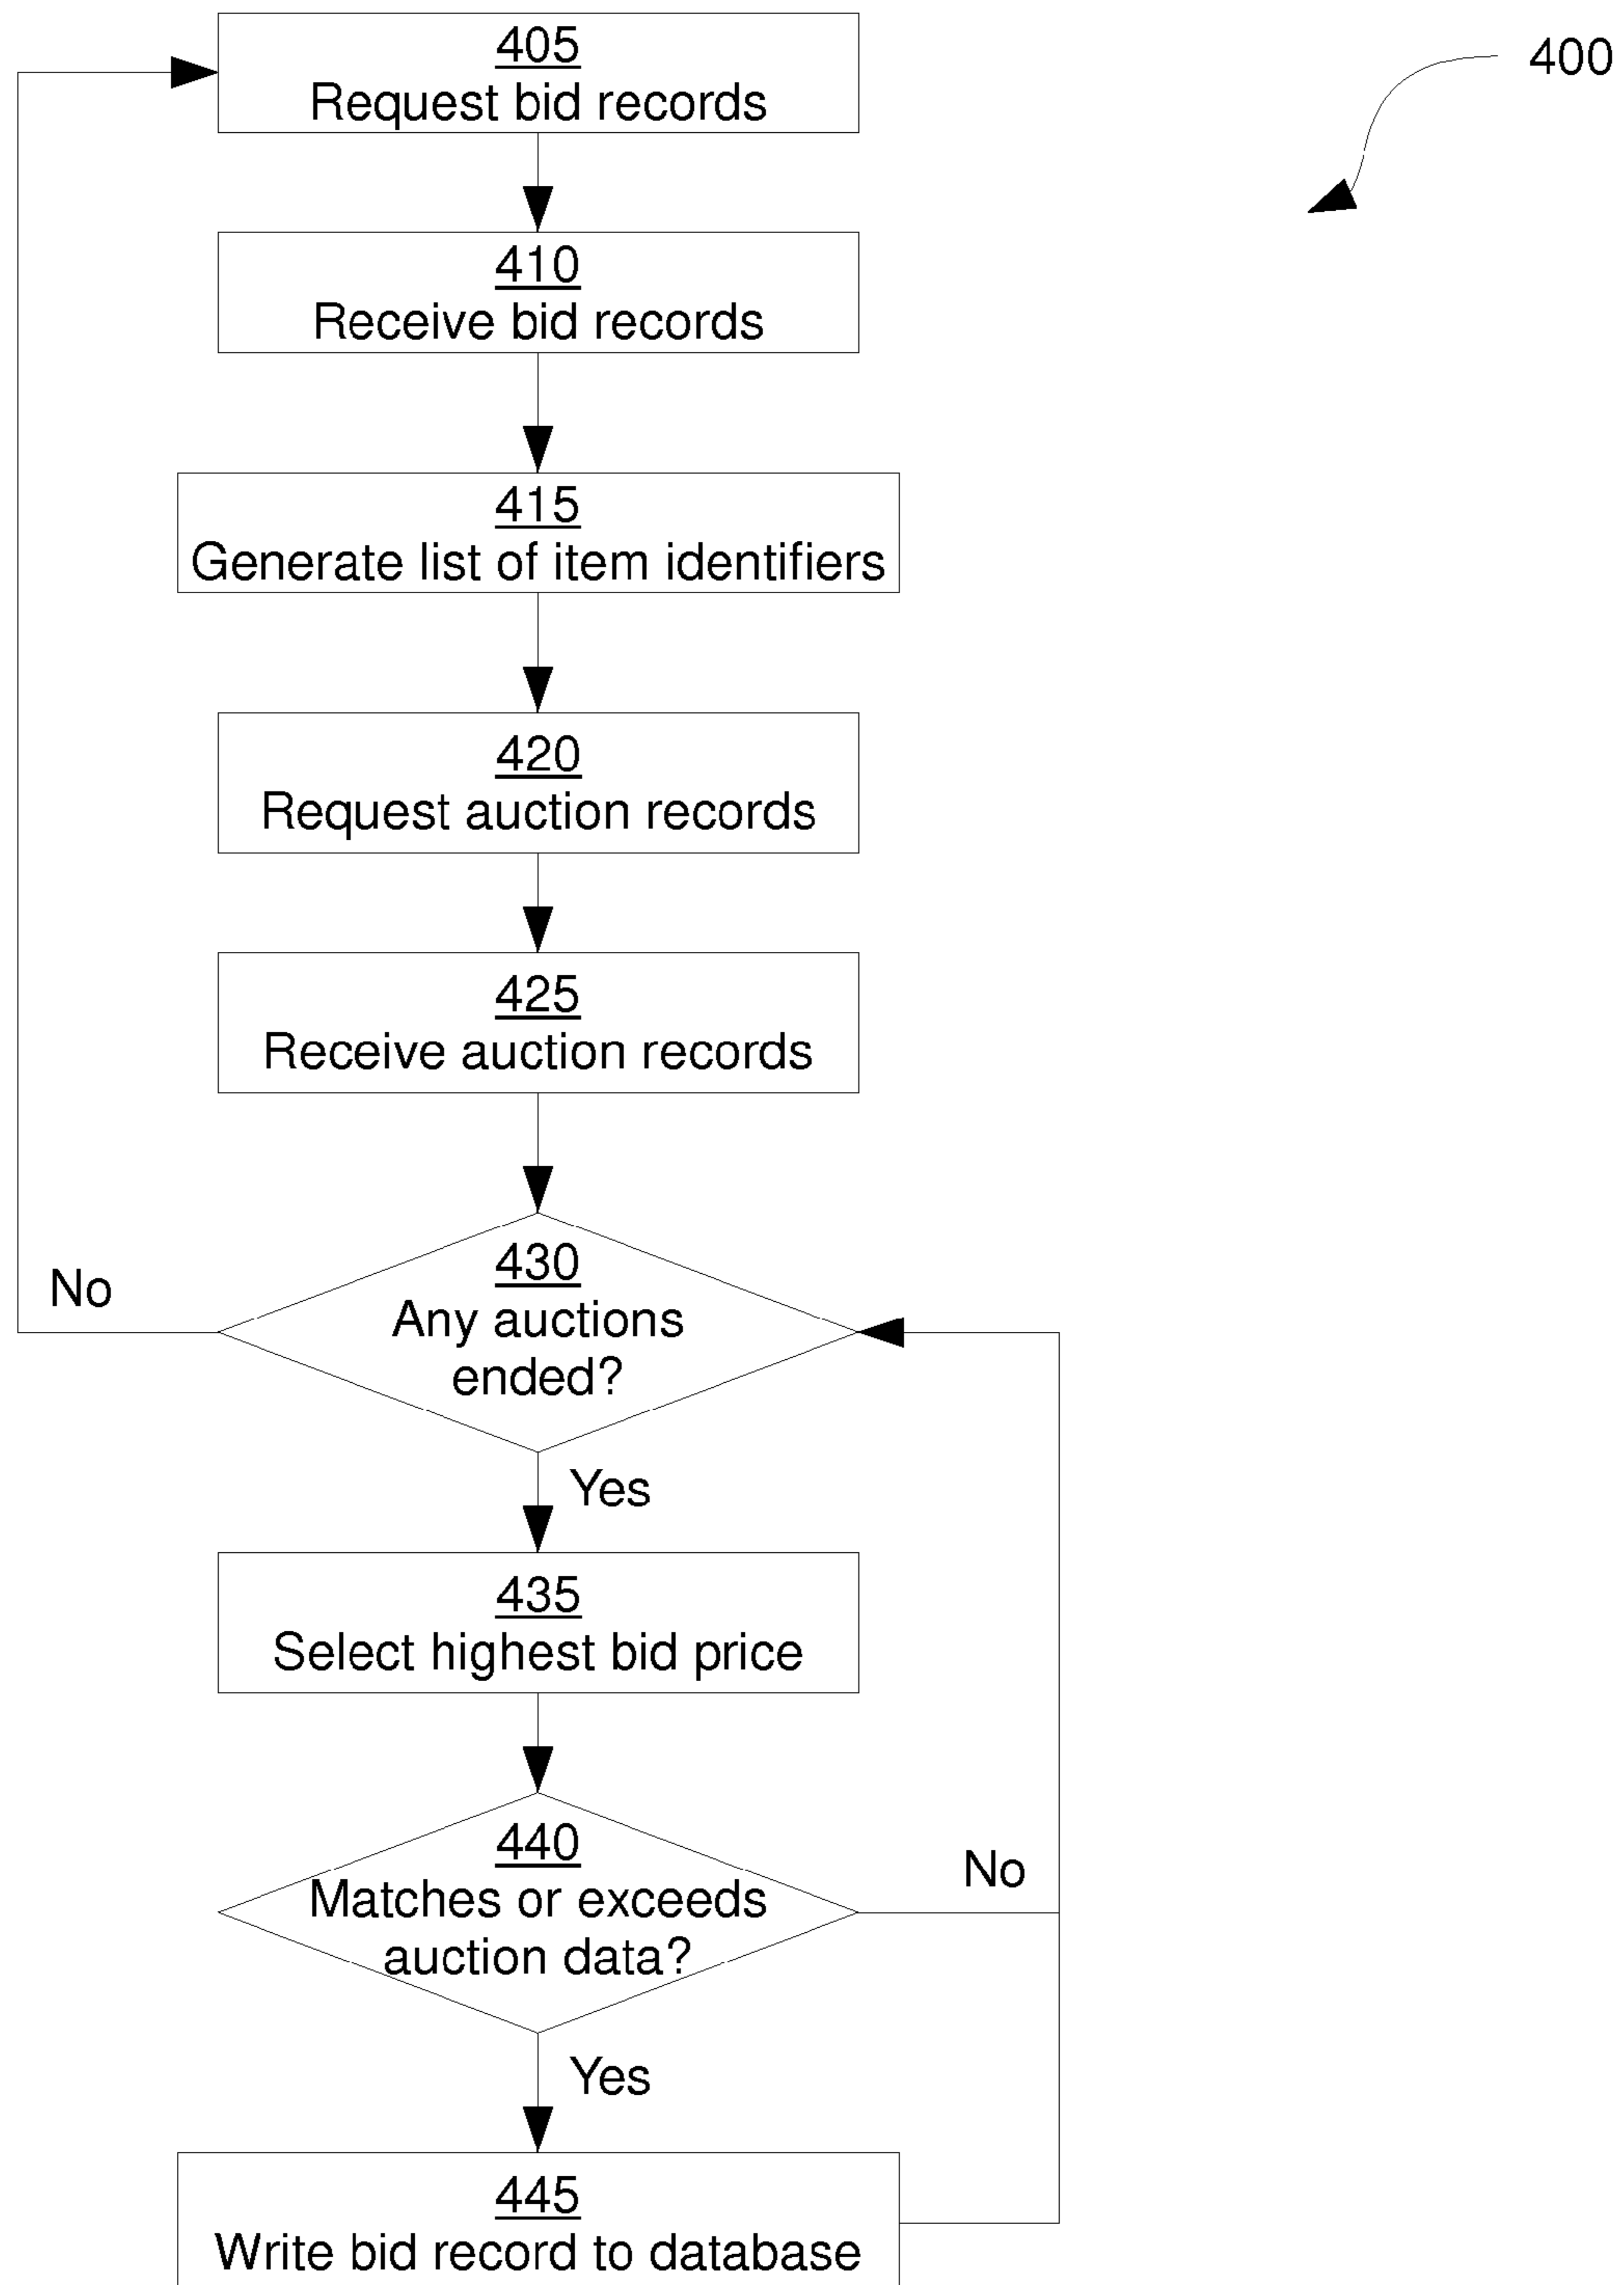 400
405
Request bid records
410
Receive bid records
415
Generate list of item identifiers
420
Request auction records
425
Receive auction records
430
Any auctions
ended?
No
Yes
435
Select highest bid price
440
Matches or exceeds
auction data?
No
Yes
445
Write bid record to database